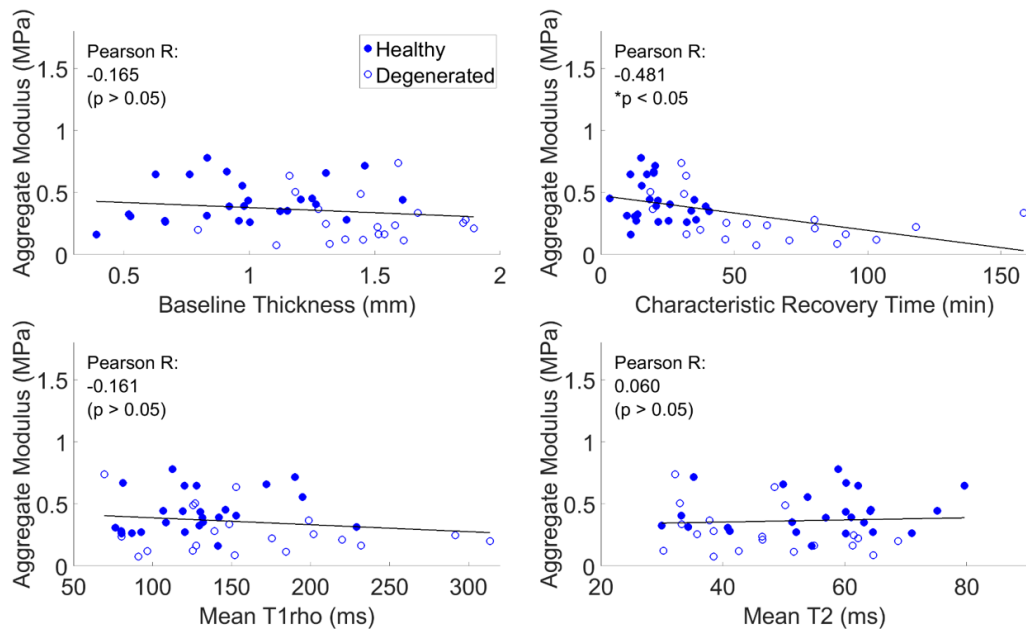 Aggregate Modulus (MPa)
1.5
1
0.5
0
Pearson R:
-0.165
(p > 0.05)
Healthy
Degenerated
0.5 1 1.5 2
Baseline Thickness (mm)
Aggregate Modulus (MPa)
1.5
1
0.5
0
Pearson R:
-0.481
*p < 0.05
0 50 100 150
Characteristic Recovery Time (min)
Aggregate Modulus (MPa)
1.5
1
0.5
0
Pearson R:
-0.161
(p > 0.05)
50 100 150 200 250 300
Mean T1rho (ms)
Aggregate Modulus (MPa)
1.5
1
0.5
0
Pearson R:
0.060
(p > 0.05)
20 40 60 80
Mean T2 (ms)